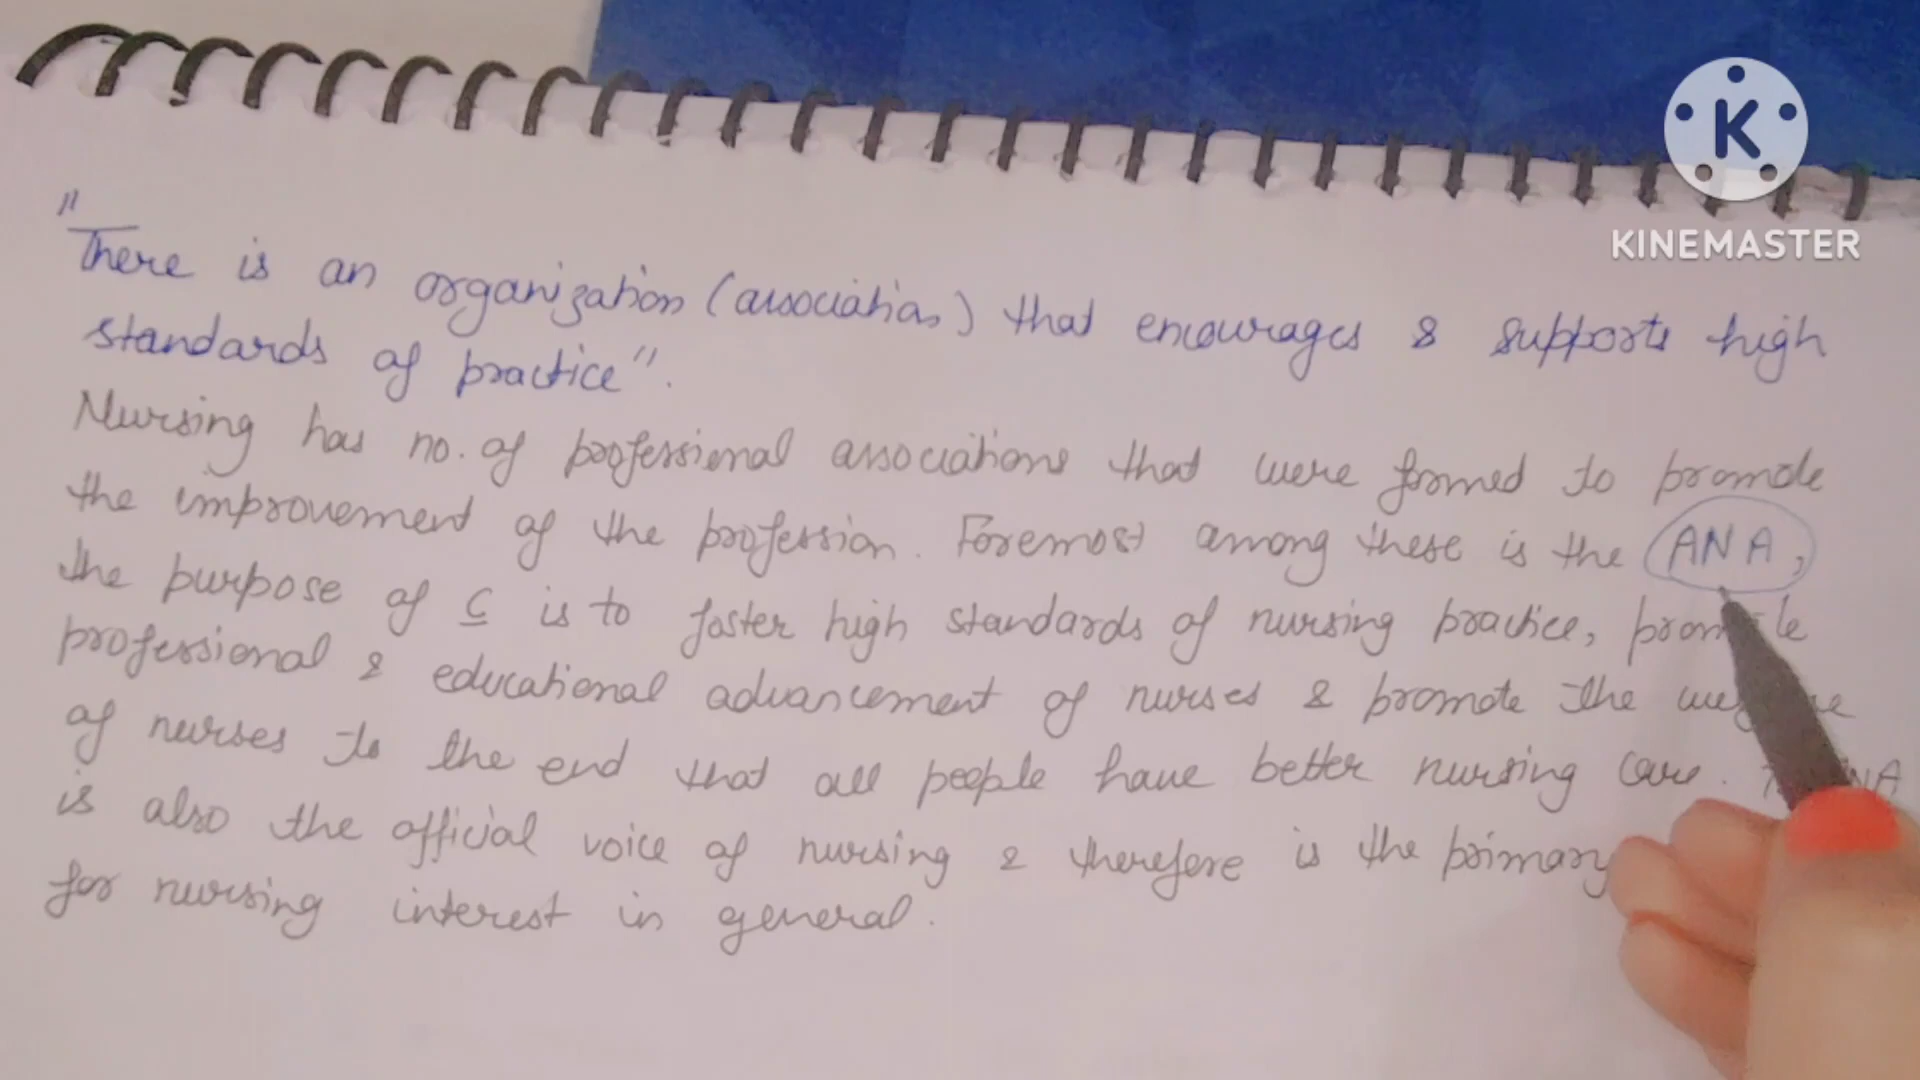 "There is an organization (association) that encourages & supports high
standards of practice".
Nursing has no. of professional associations that were formed to promote
the improvement of the profession. Foremost among these is the ANA,
the purpose of C is to foster high standards of nursing practice,
professional & educational advancement of nurses & promote the
of nurses to the end that all people have better nursing care.
is also the official voice of nursing & therefore is the primary
for nursing interest in general.
K
KINEMASTER